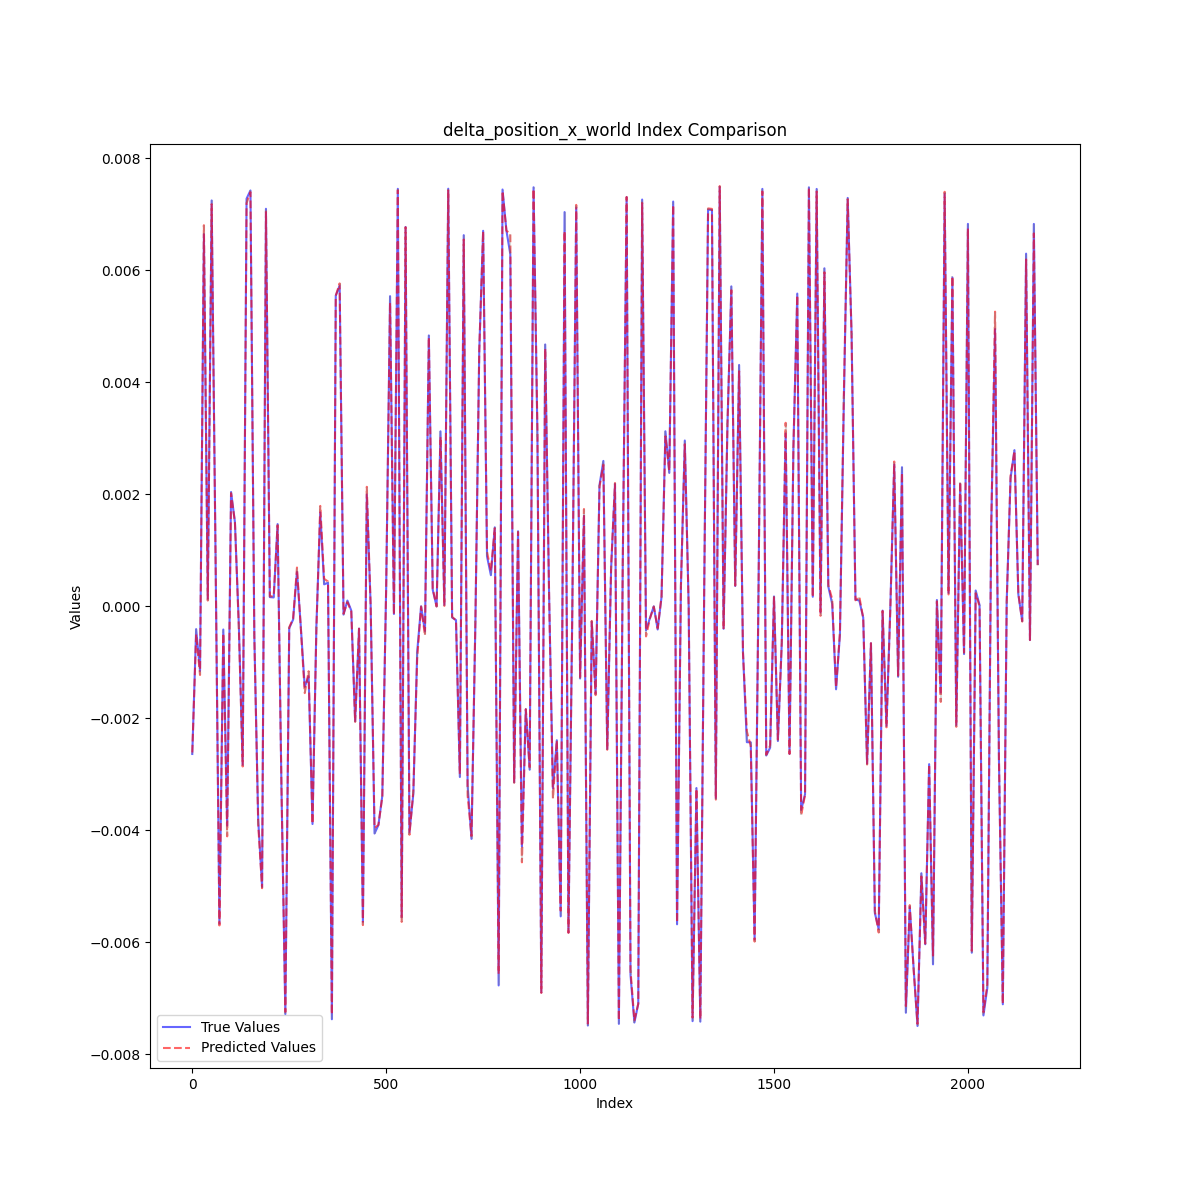 delta_position_x_world Index Comparison
0.008
0.006
0.004
0.002
0.000
−0.002
−0.004
−0.006
−0.008
Values
True Values
Predicted Values
0
500
1000
1500
2000
Index